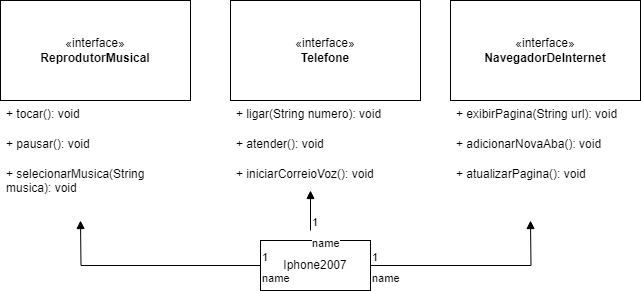 «interface»
ReprodutorMusical
+ tocar(): void
+ pausar(): void
+ selecionarMusica(String
musica): void
«interface»
Telefone
+ ligar(String numero): void
+ atender(): void
+ iniciarCorreioVoz(): void
«interface»
NavegadorDeInternet
+ exibirPagina(String url): void
+ adicionarNovaAba(): void
+ atualizarPagina(): void
1
name
1
Iphone2007
1
name
name